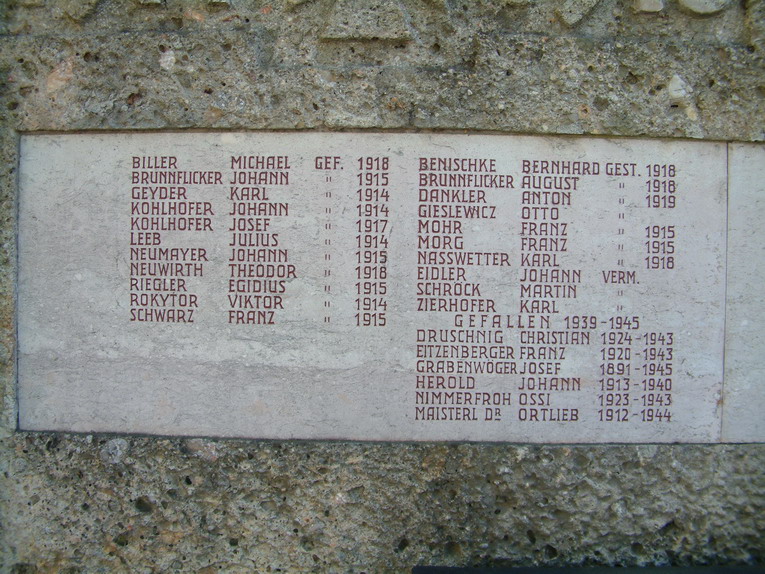 BILLER MICHAEL GEF. 1918
BRUNNFLICKER JOHANN " 1915
GEYDER KARL " 1914
KOHLHOFER JOHANN " 1914
KOHLHOFER JOSEF " 1917
LEEB JULIUS " 1914
NEUMAYER JOHANN " 1915
NEUWIRTH THEODOR " 1918
RIEGLER EGIDIUS " 1915
ROKYTOR VIKTOR " 1914
SCHWARZ FRANZ " 1915
BENISCHKE BERNHARD GEST. 1918
BRUNNFLICKER AUGUST " 1918
DANKLER ANTON " 1919
GIESLEWICZ OTTO "
MOHR FRANZ " 1915
MORG FRANZ " 1915
NASSWETTER KARL " 1918
EIDLER JOHANN VERM.
SCHRÖCK MARTIN "
ZIERHOFER KARL "
GEFALLEN 1939-1945
DRUSCHNIG CHRISTIAN 1924-1943
EITZENBERGER FRANZ 1920-1943
GRABENWÖGER JOSEF 1891-1945
HEROLD JOHANN 1913-1940
NIMMERFROH OSSI 1923-1943
MAISTERL DR ORTLIEB 1912-1944